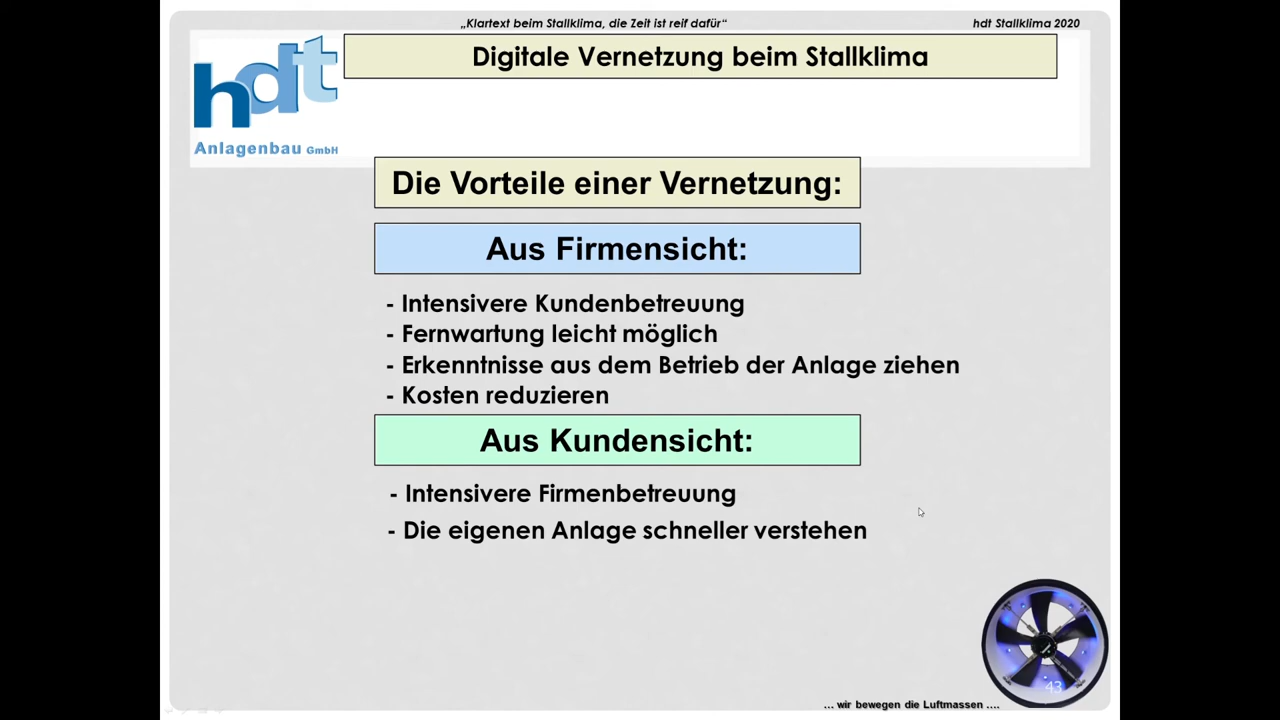 „Klartext beim Stallklima, die Zeit ist reif dafür“
hdt Stallklima 2020
hdt
Anlagenbau GmbH
Digitale Vernetzung beim Stallklima
Die Vorteile einer Vernetzung:
Aus Firmensicht:
- Intensivere Kundenbetreuung
- Fernwartung leicht möglich
- Erkenntnisse aus dem Betrieb der Anlage ziehen
- Kosten reduzieren
Aus Kundensicht:
- Intensivere Firmenbetreuung
- Die eigenen Anlage schneller verstehen
43
... wir bewegen die Luftmassen ....